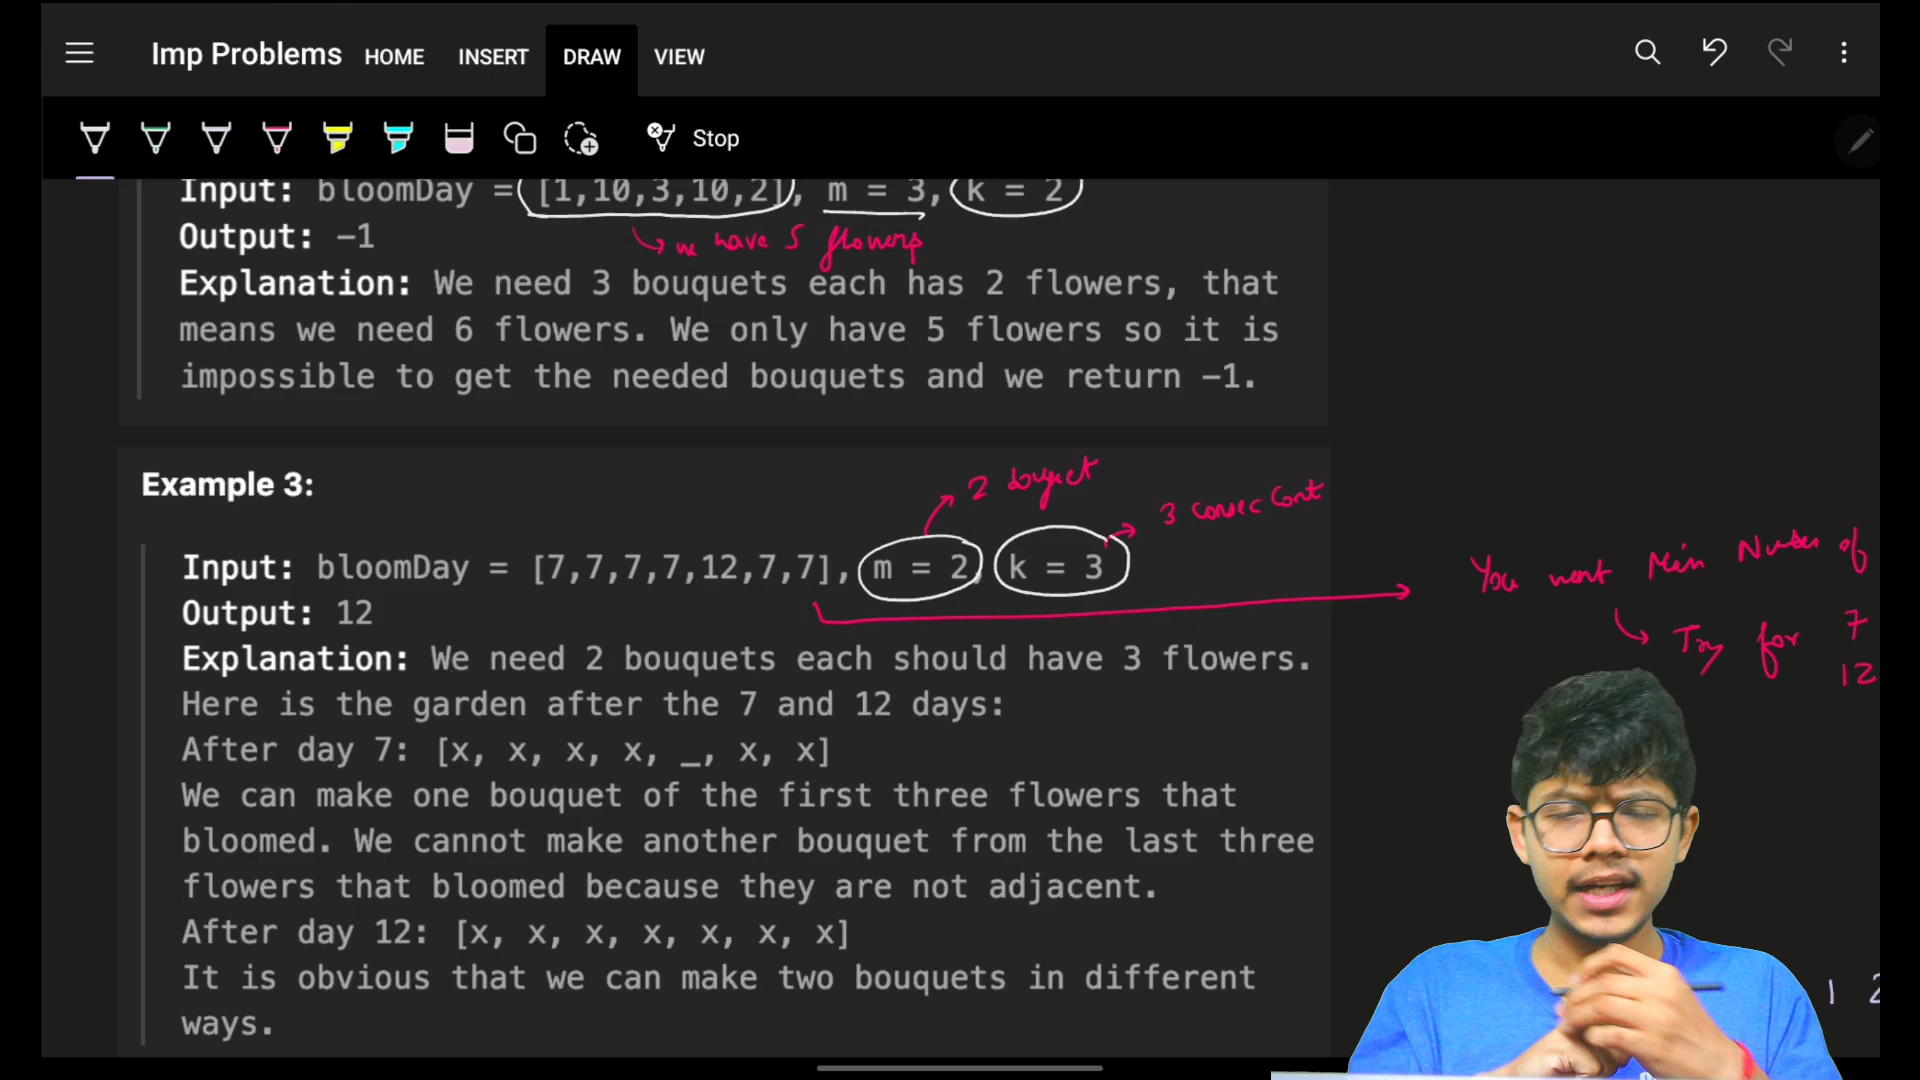 Imp Problems HOME INSERT DRAW VIEW
Stop
Input: bloomDay = [1,10,3,10,2], m = 3, k = 2
Output: -1
we have 5 flowers
Explanation: We need 3 bouquets each has 2 flowers, that
means we need 6 flowers. We only have 5 flowers so it is
impossible to get the needed bouquets and we return -1.
Example 3:
2 bouquet
3 consec Cont
Input: bloomDay = [7,7,7,7,12,7,7], m = 2, k = 3
You want Min Number of
Output: 12
Try for 7
12
Explanation: We need 2 bouquets each should have 3 flowers.
Here is the garden after the 7 and 12 days:
After day 7: [x, x, x, x, _, x, x]
We can make one bouquet of the first three flowers that
bloomed. We cannot make another bouquet from the last three
flowers that bloomed because they are not adjacent.
After day 12: [x, x, x, x, x, x, x]
It is obvious that we can make two bouquets in different
ways.
1 2